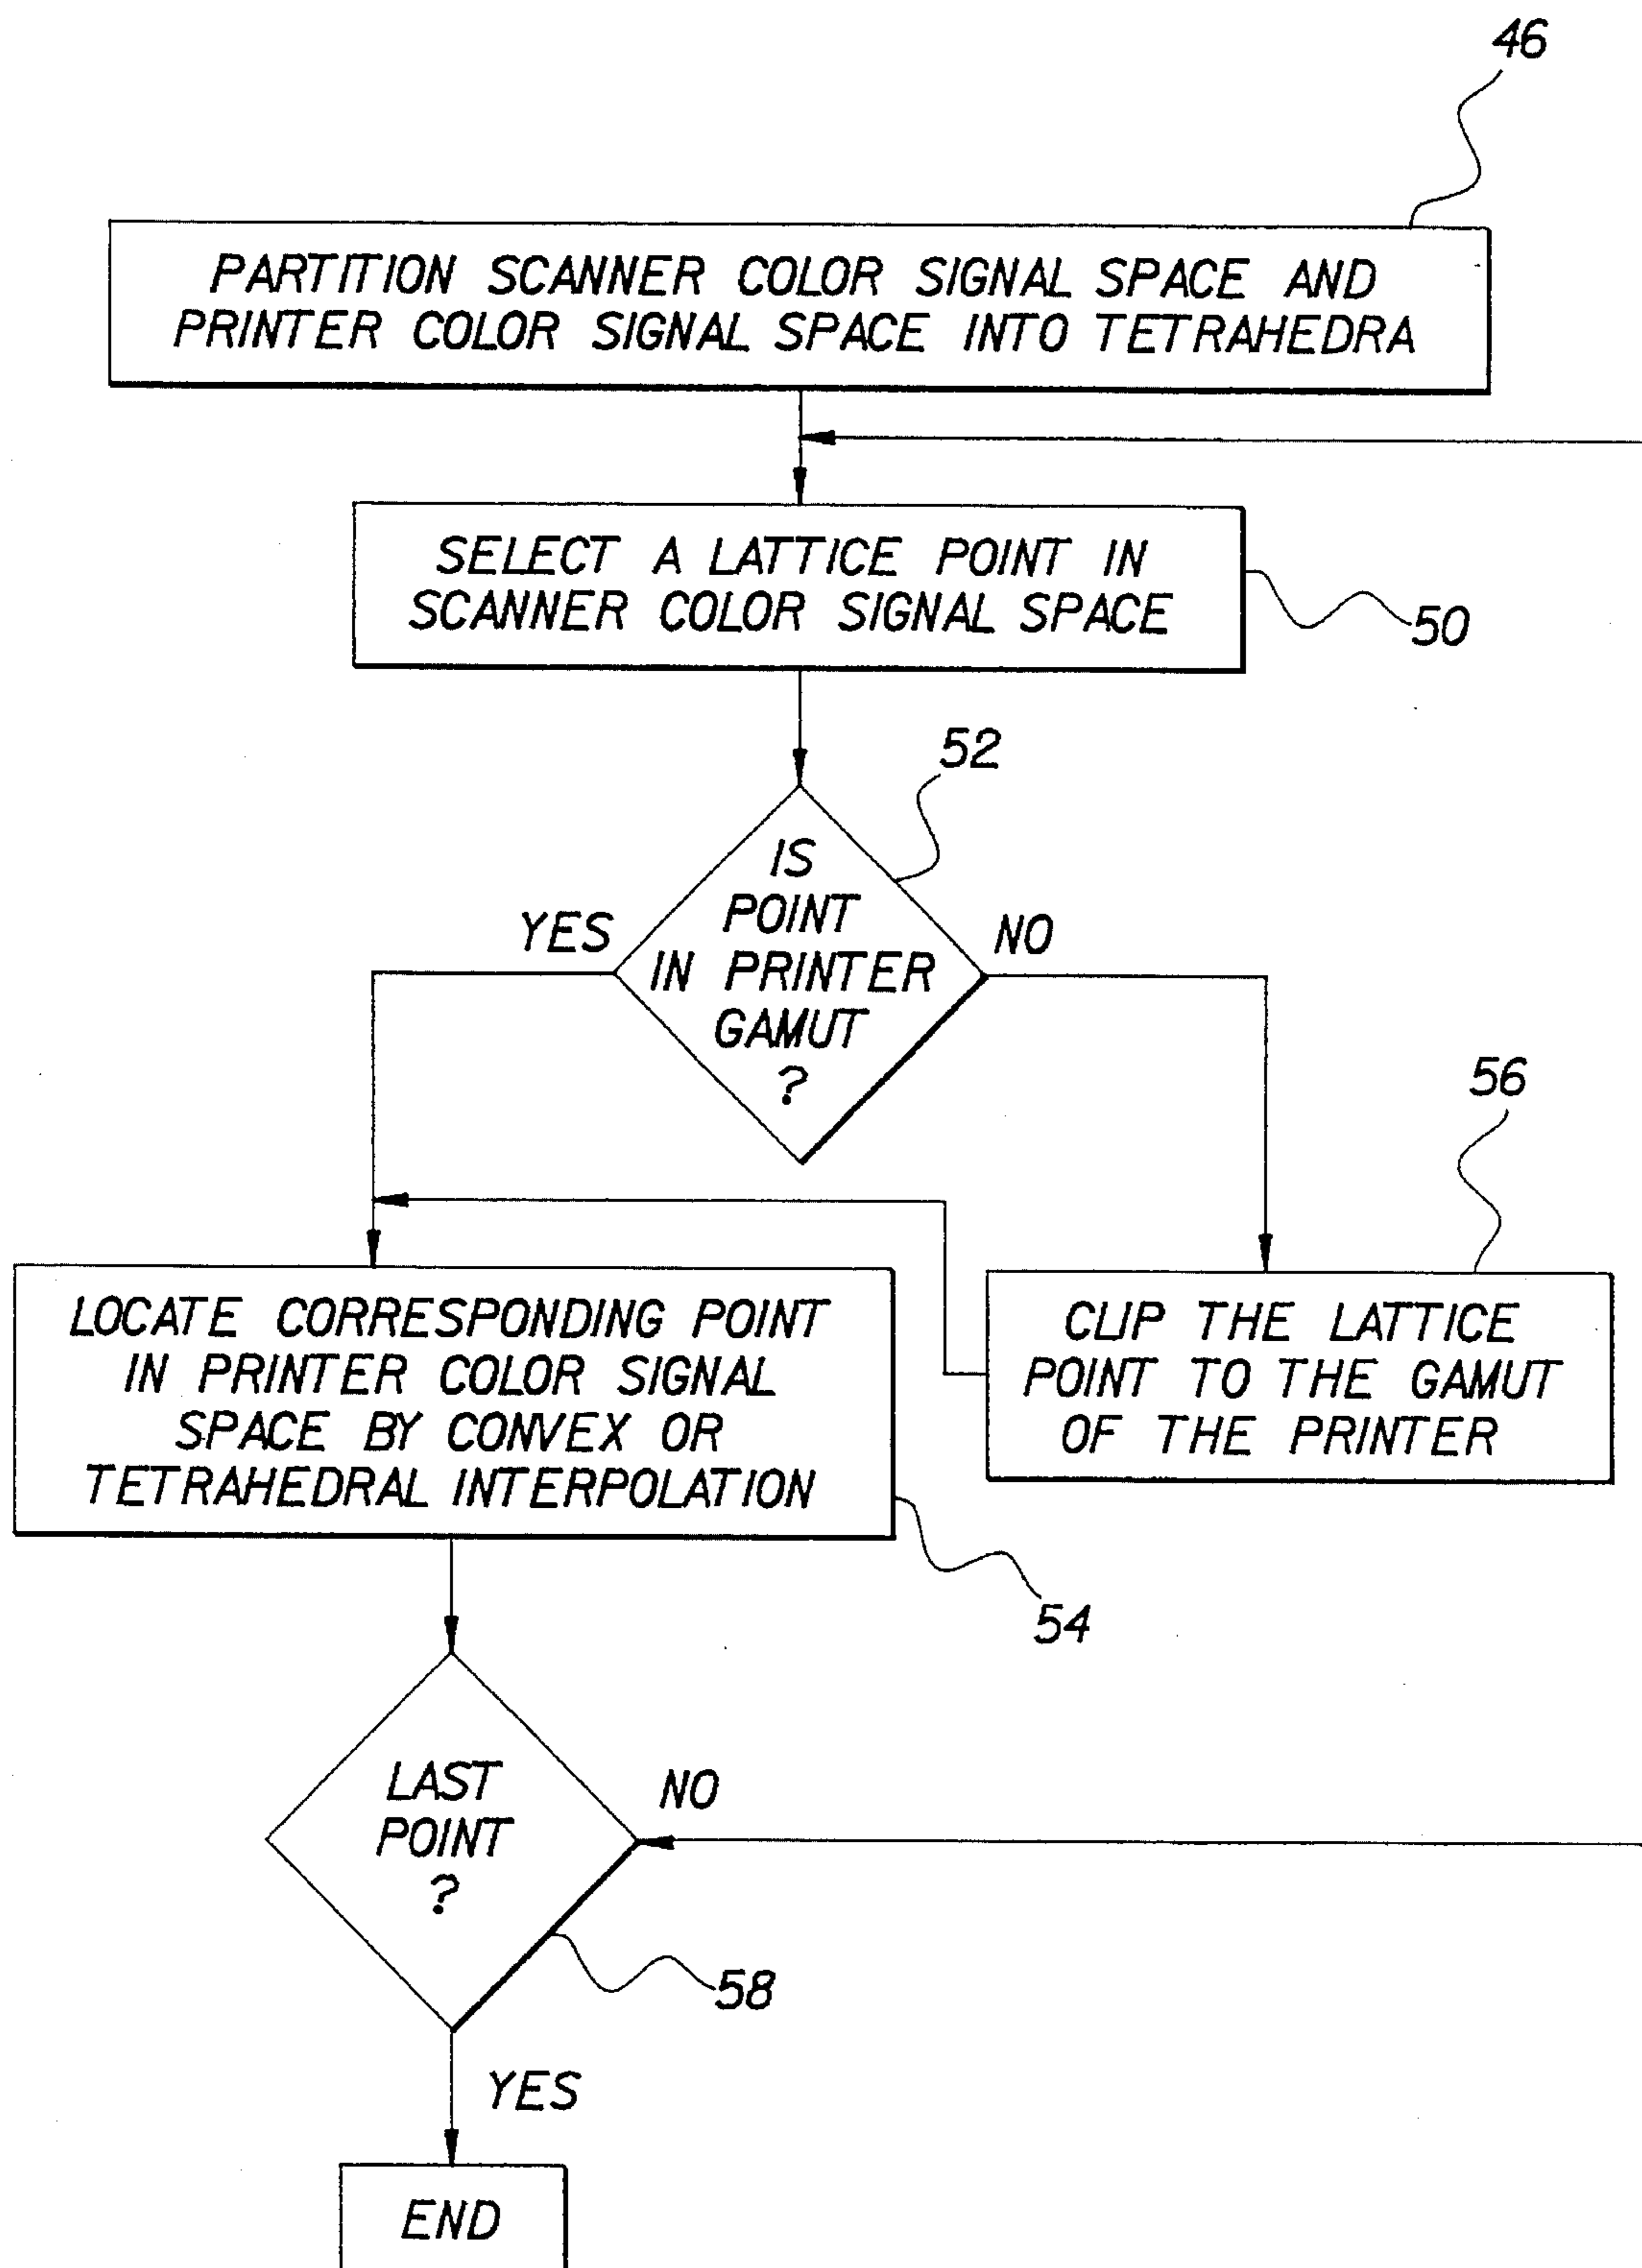 46
PARTITION SCANNER COLOR SIGNAL SPACE AND
PRINTER COLOR SIGNAL SPACE INTO TETRAHEDRA
SELECT A LATTICE POINT IN
SCANNER COLOR SIGNAL SPACE
50
52
IS
POINT
IN PRINTER
GAMUT
?
YES
NO
56
LOCATE CORRESPONDING POINT
IN PRINTER COLOR SIGNAL
SPACE BY CONVEX OR
TETRAHEDRAL INTERPOLATION
CLIP THE LATTICE
POINT TO THE GAMUT
OF THE PRINTER
54
LAST
POINT
?
NO
58
YES
END